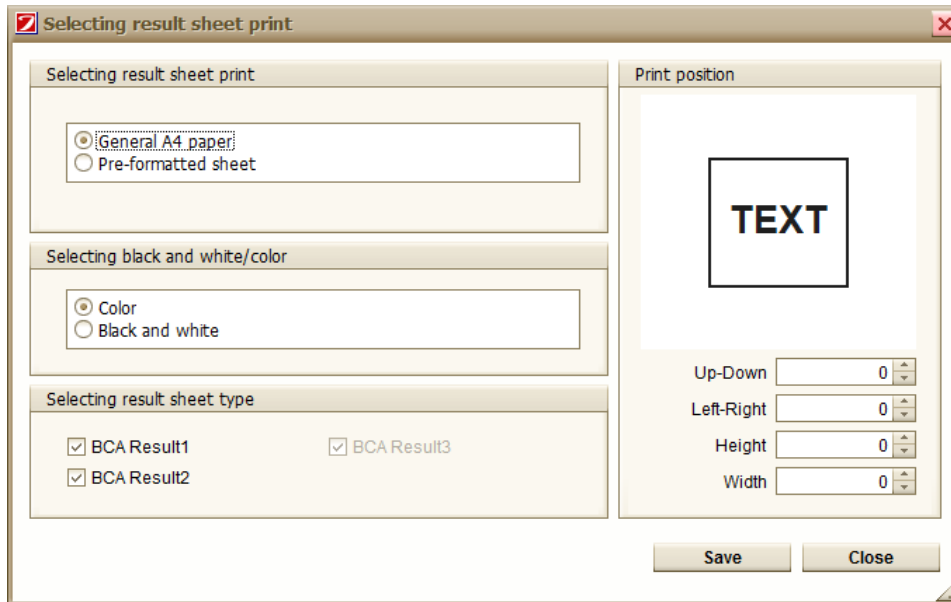 Selecting result sheet print
Selecting result sheet print
General A4 paper
Pre-formatted sheet
Selecting black and white/color
Color
Black and white
Selecting result sheet type
BCA Result1
BCA Result3
BCA Result2
Print position
TEXT
Up-Down 0
Left-Right 0
Height 0
Width 0
Save Close